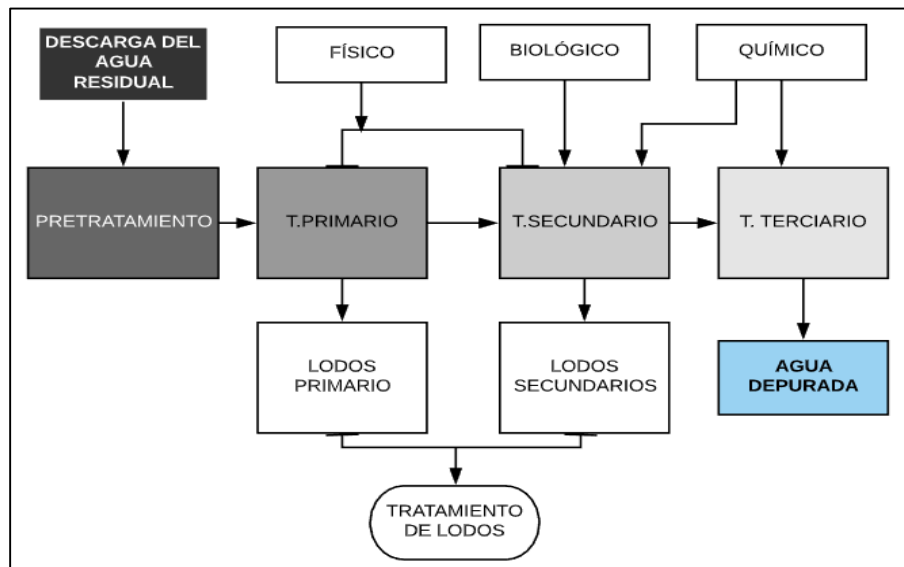 DESCARGA DEL
AGUA
RESIDUAL
FÍSICO
BIOLÓGICO
QUÍMICO
PRETRATAMIENTO
T.PRIMARIO
T.SECUNDARIO
T. TERCIARIO
LODOS
PRIMARIO
LODOS
SECUNDARIOS
AGUA
DEPURADA
TRATAMIENTO
DE LODOS